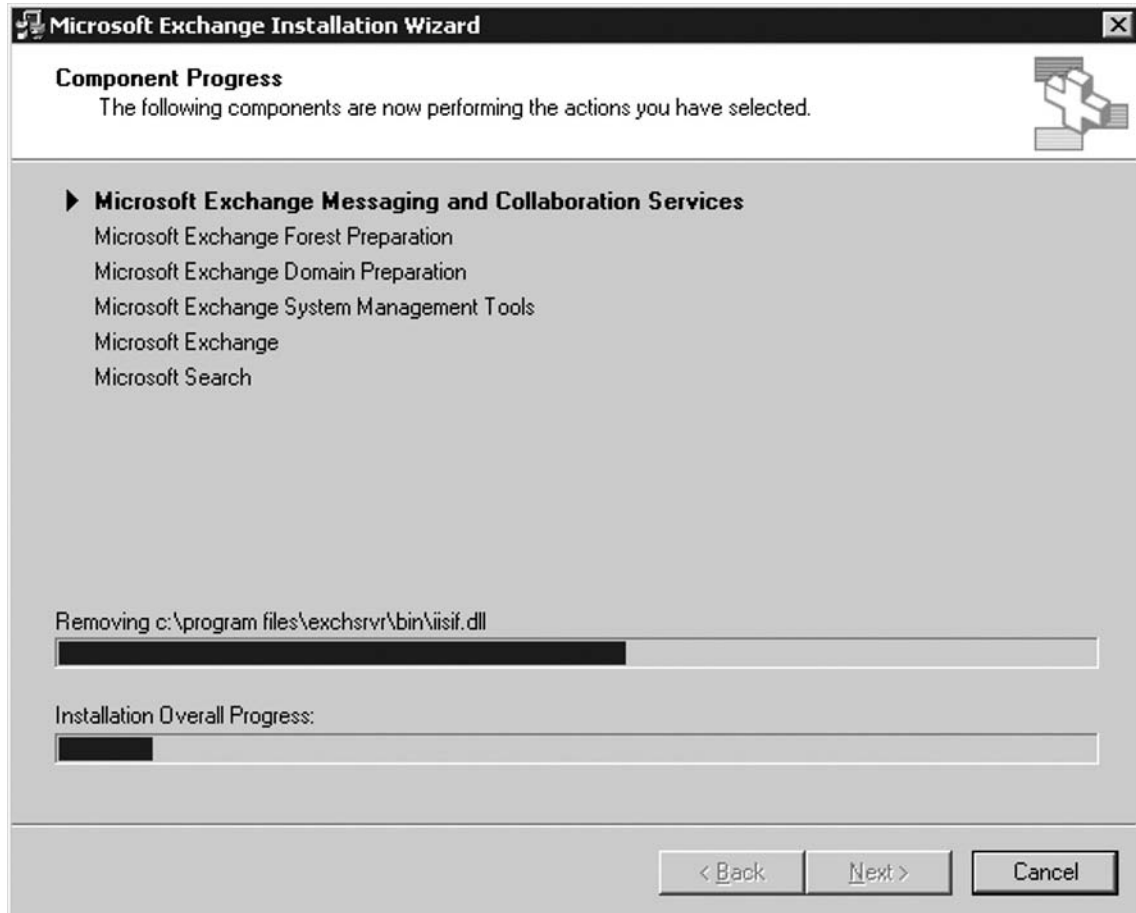 Microsoft Exchange Installation Wizard
Component Progress
The following components are now performing the actions you have selected.
Microsoft Exchange Messaging and Collaboration Services
Microsoft Exchange Forest Preparation
Microsoft Exchange Domain Preparation
Microsoft Exchange System Management Tools
Microsoft Exchange
Microsoft Search
Removing c:\program files\exchsrvr\bin\iisif.dll
Installation Overall Progress:
< Back Next > Cancel